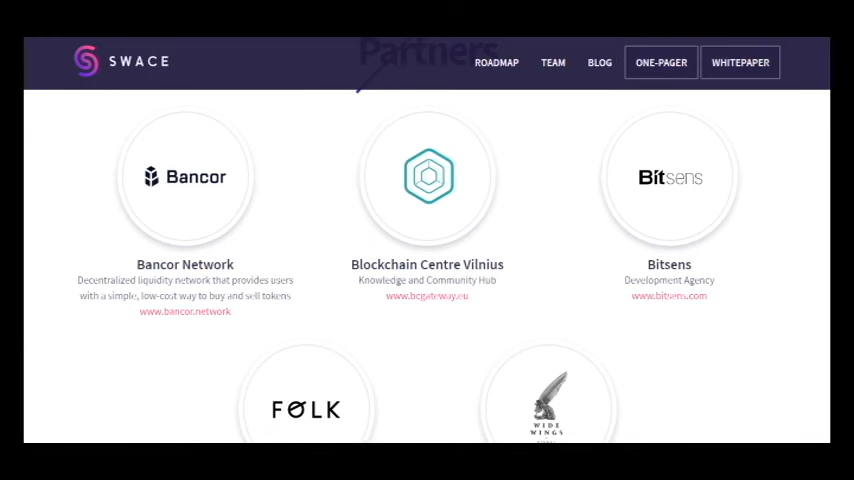 Partners
SWACE
ROADMAP TEAM BLOG ONE-PAGER WHITEPAPER
Bancor
Bitsens
Bancor Network
Decentralized liquidity network that provides users
with a simple, low-cost way to buy and sell tokens
www.bancor.network
Blockchain Centre Vilnius
Knowledge and Community Hub
www.bcgateway.eu
Bitsens
Development Agency
www.bitsens.com
FØLK
WIDE
WINGS